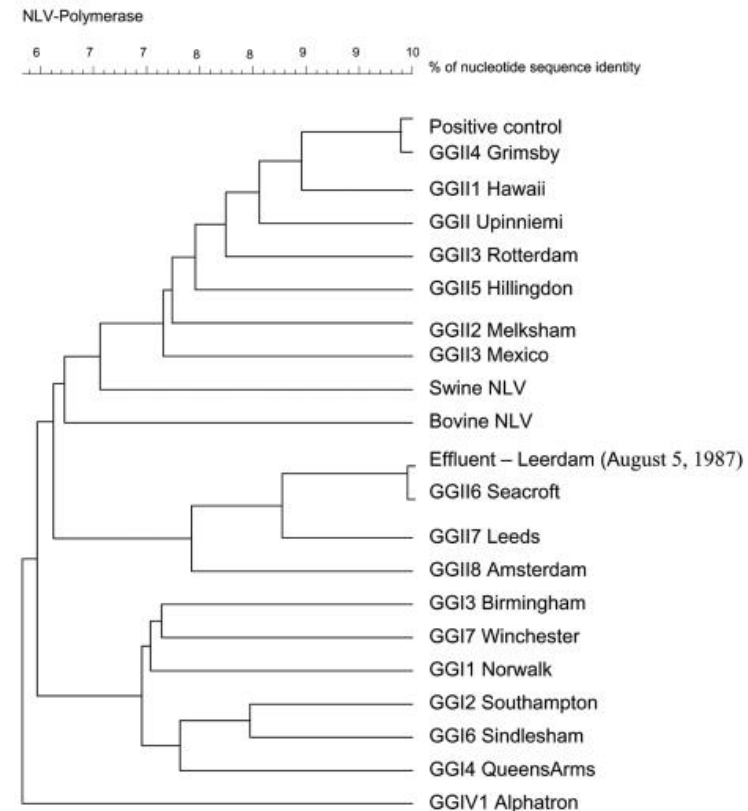 NLV-Polymerase
6 7 7 8 8 9 9 10
% of nucleotide sequence identity
Positive control
GGII4 Grimsby
GGII1 Hawaii
GGII Upinniemi
GGII3 Rotterdam
GGII5 Hillingdon
GGII2 Melksham
GGII3 Mexico
Swine NLV
Bovine NLV
Effluent – Leerdam (August 5, 1987)
GGII6 Seacroft
GGII7 Leeds
GGII8 Amsterdam
GGI3 Birmingham
GGI7 Winchester
GGI1 Norwalk
GGI2 Southampton
GGI6 Sindlesham
GGI4 QueensArms
GGIV1 Alphatron